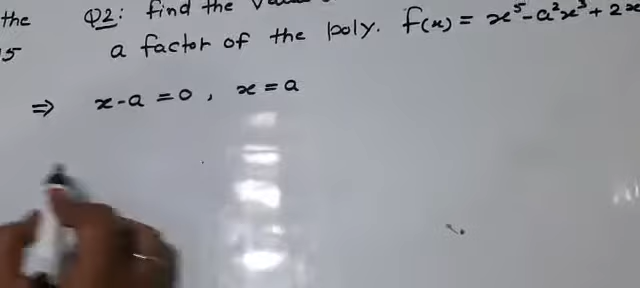 the Q2: find the
5 a factor of the poly. f(x) = x⁵-a²x³+2x
⇒ x-a=0, x=a